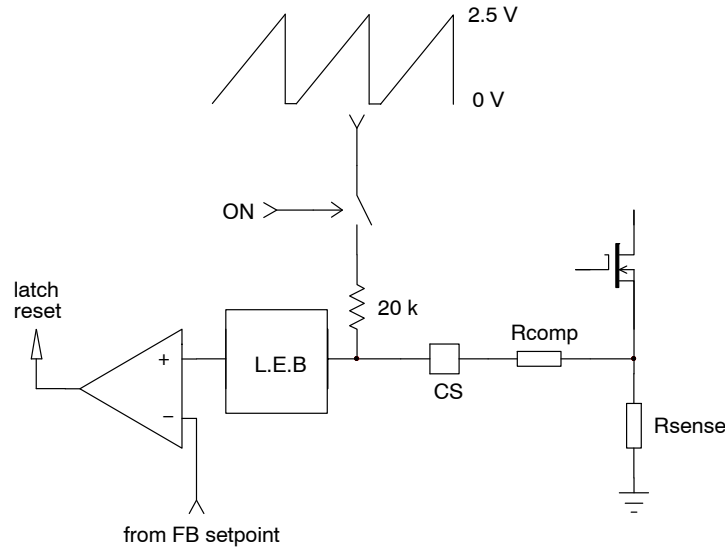 2.5 V
0 V
ON
latch
reset
20 k
Rcomp
+
L.E.B
CS
−
Rsense
from FB setpoint